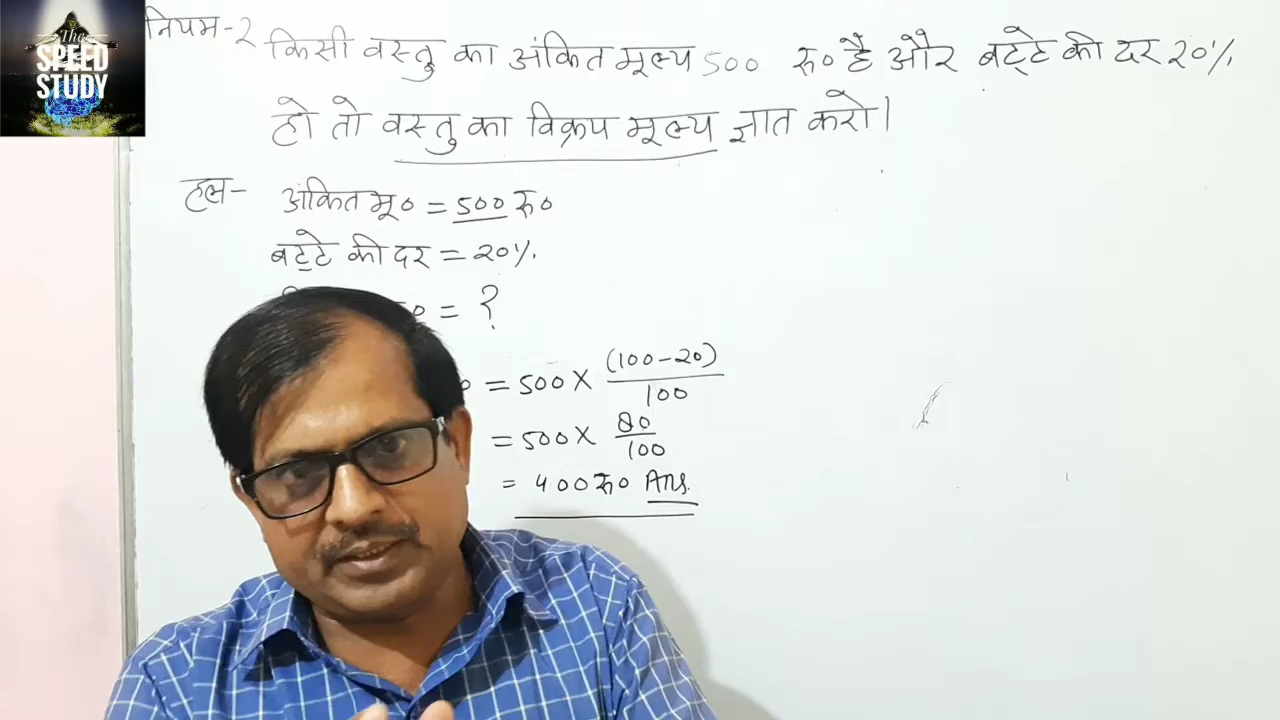 The
SPEED
STUDY
नियम-2
किसी वस्तु का अंकित मूल्य 500 रु० है और बट्टे की दर 20%
हो तो वस्तु का विक्रय मूल्य ज्ञात करो।
हल- अंकित मू० = 500 रु०
बट्टे की दर = 20%
= ?
= 500 × (100-20)/100
= 500 × 80/100
= 400 रु० Ans.